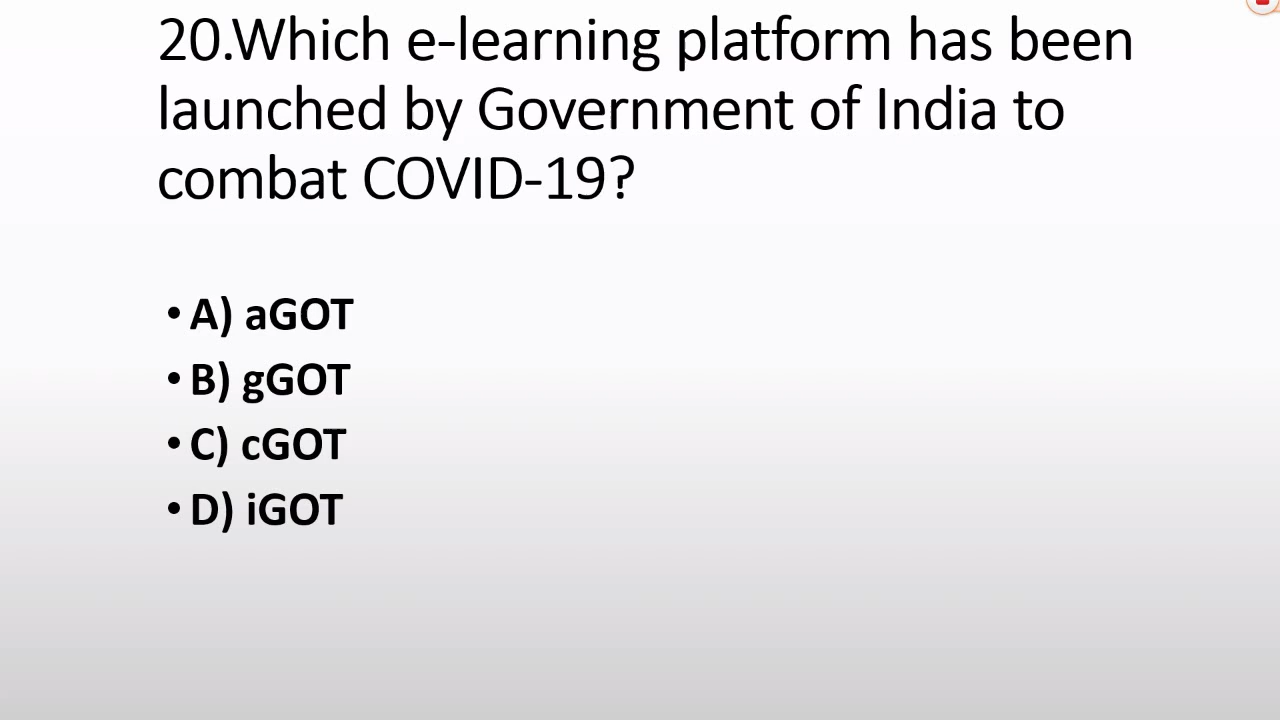 20.Which e-learning platform has been
launched by Government of India to
combat COVID-19?
• A) aGOT
• B) gGOT
• C) cGOT
• D) iGOT